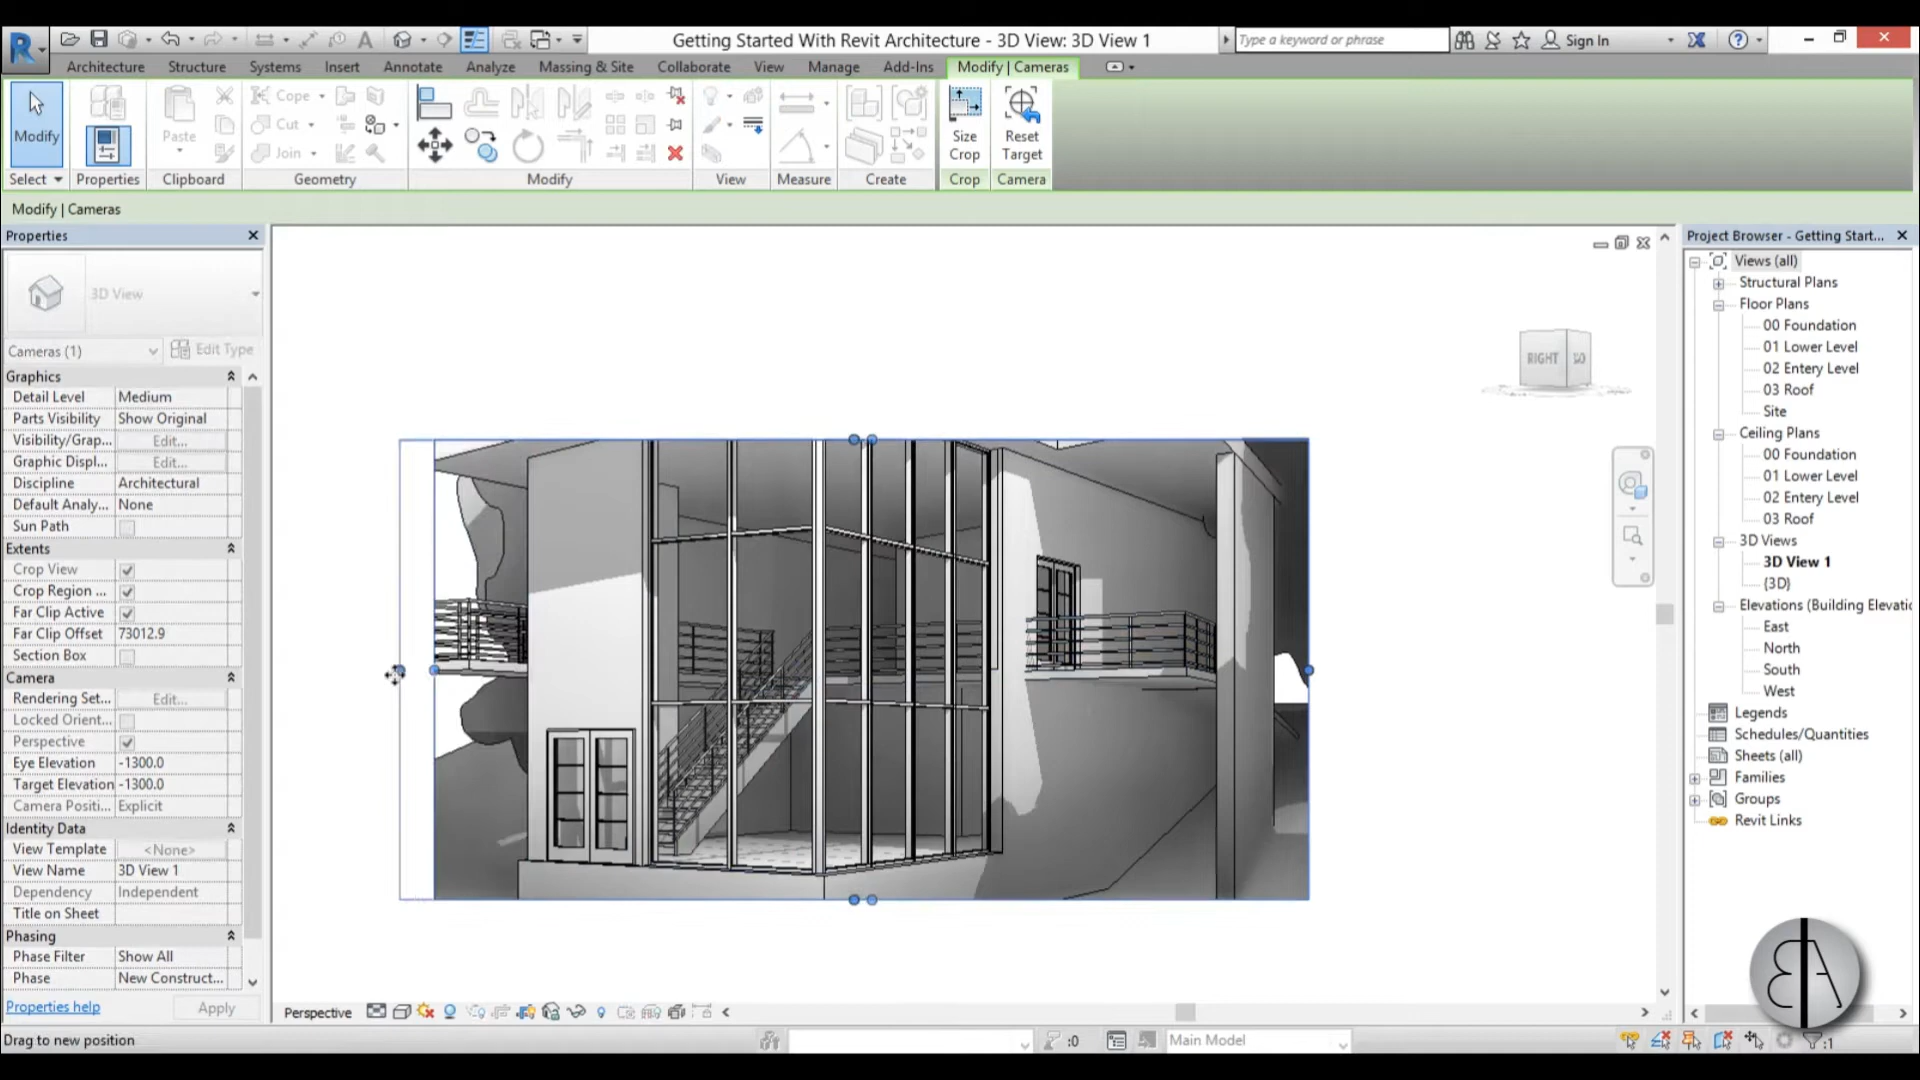 Getting Started With Revit Architecture - 3D View: 3D View 1
Type a keyword or phrase
Sign In
Architecture Structure Systems Insert Annotate Analyze Massing & Site Collaborate View Manage Add-Ins Modify | Cameras
Modify
Paste
Cope
Cut
Join
Size Crop
Reset Target
Select Properties Clipboard Geometry Modify View Measure Create Crop Camera
Modify | Cameras
Properties
3D View
Cameras (1)
Edit Type
Graphics
Detail Level Medium
Parts Visibility Show Original
Visibility/Grap... Edit...
Graphic Displ... Edit...
Discipline Architectural
Default Analy... None
Sun Path
Extents
Crop View
Crop Region ...
Far Clip Active
Far Clip Offset 73012.9
Section Box
Camera
Rendering Set... Edit...
Locked Orient...
Perspective
Eye Elevation -1300.0
Target Elevation -1300.0
Camera Positi... Explicit
Identity Data
View Template <None>
View Name 3D View 1
Dependency Independent
Title on Sheet
Phasing
Phase Filter Show All
Phase New Construct...
Properties help
Apply
RIGHT
Project Browser - Getting Start...
Views (all)
Structural Plans
Floor Plans
00 Foundation
01 Lower Level
02 Entery Level
03 Roof
Site
Ceiling Plans
00 Foundation
01 Lower Level
02 Entery Level
03 Roof
3D Views
3D View 1
{3D}
Elevations (Building Elevatio
East
North
South
West
Legends
Schedules/Quantities
Sheets (all)
Families
Groups
Revit Links
Perspective
Drag to new position
:0
Main Model
:1